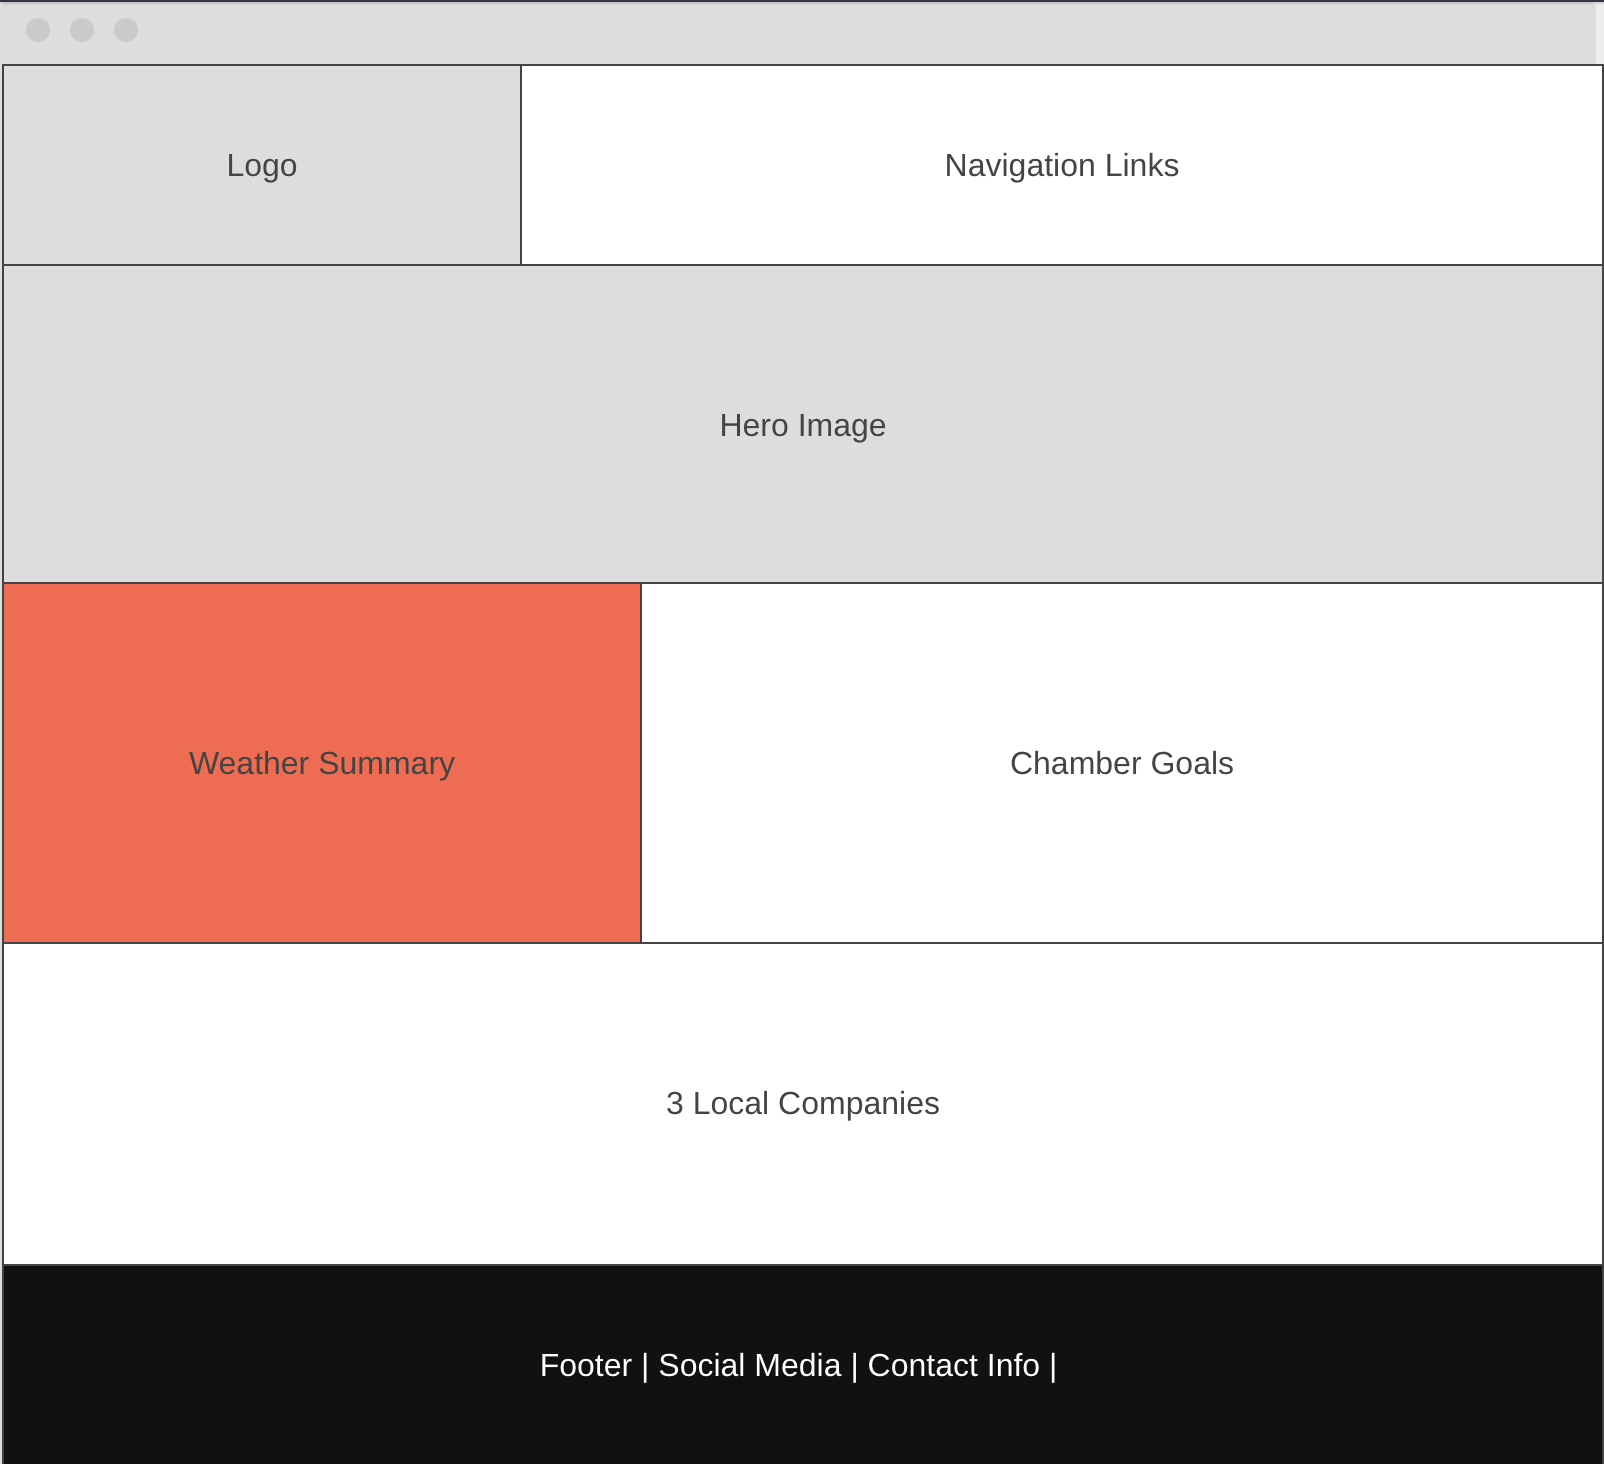 Logo
Navigation Links
Hero Image
Weather Summary
Chamber Goals
3 Local Companies
Footer | Social Media | Contact Info |